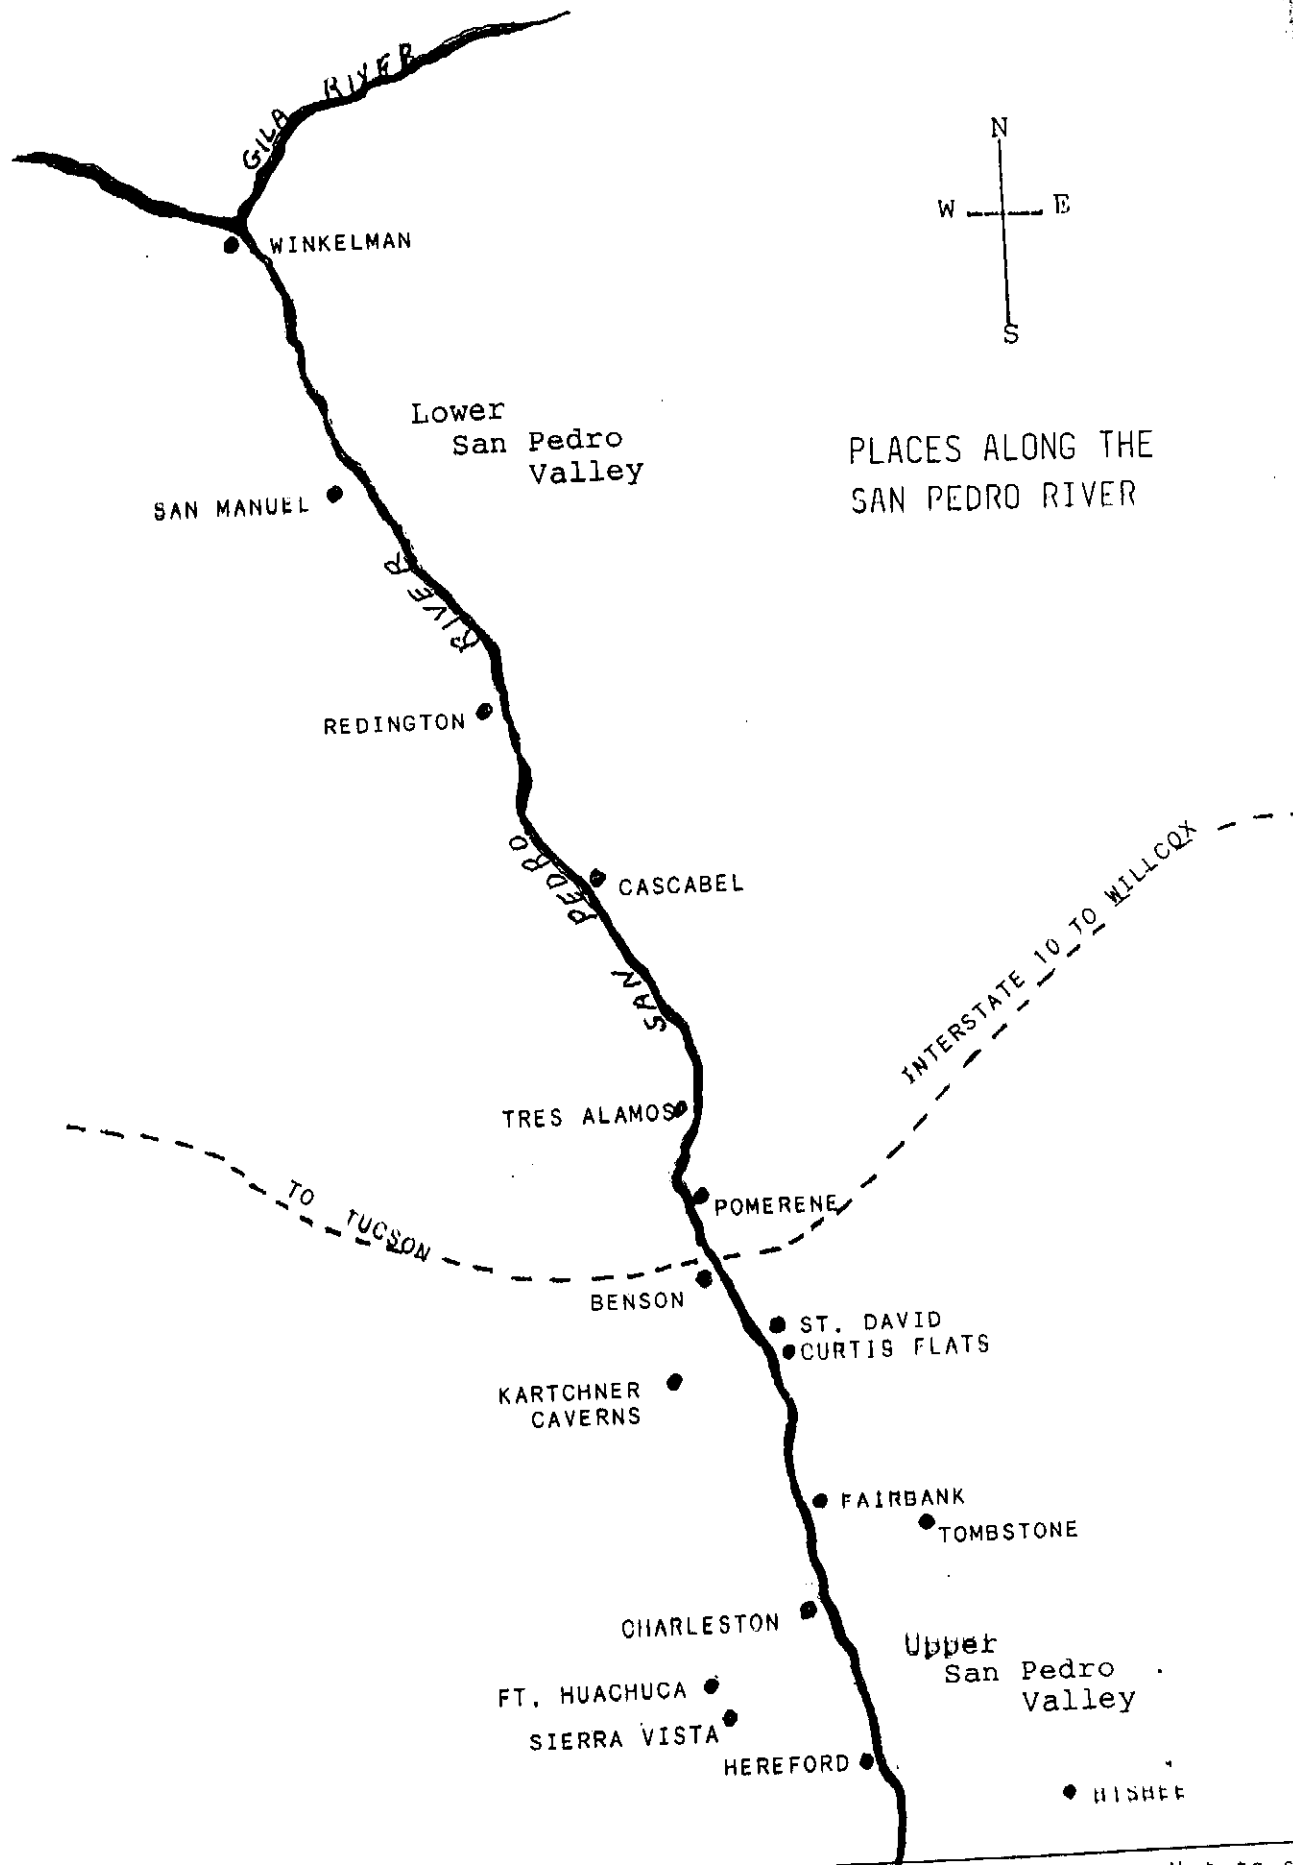 GILA RIVER
N
W E
S
WINKELMAN
Lower
San Pedro
Valley
PLACES ALONG THE
SAN PEDRO RIVER
SAN MANUEL
REDINGTON
SAN PEDRO RIVER
CASCABEL
INTERSTATE 10 TO WILLCOX
TRES ALAMOS
TO TUCSON
POMERENE
BENSON
ST. DAVID
CURTIS FLATS
KARTCHNER
CAVERNS
FAIRBANK
TOMBSTONE
CHARLESTON
Upper
San Pedro
Valley
FT. HUACHUCA
SIERRA VISTA
HEREFORD
BISBEE